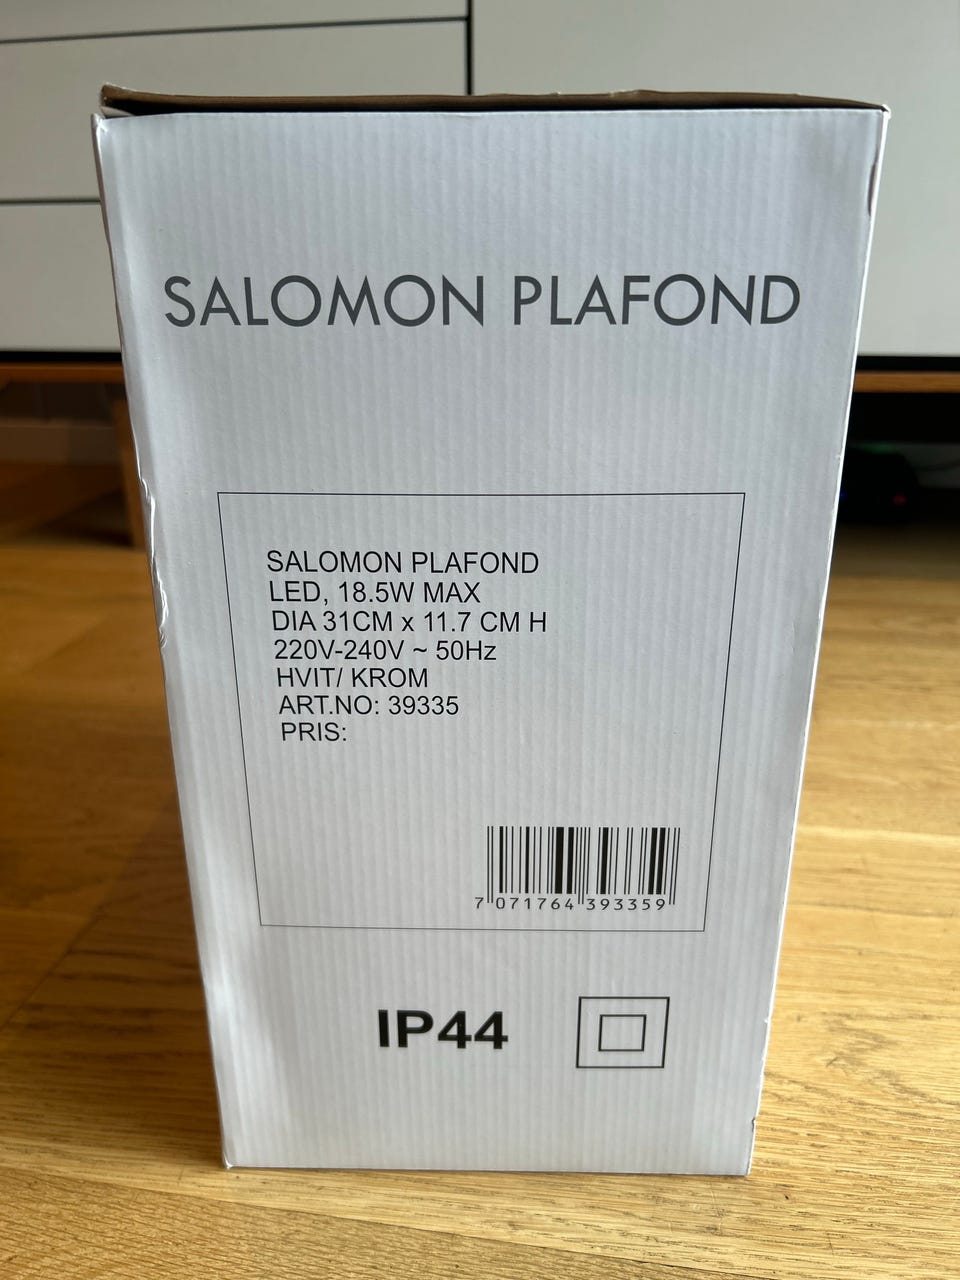 SALOMON PLAFOND
SALOMON PLAFOND
LED, 18.5W MAX
DIA 31CM x 11.7 CM H
220V-240V ~ 50Hz
HVIT/ KROM
ART.NO: 39335
PRIS:
7 071764 393359
IP44